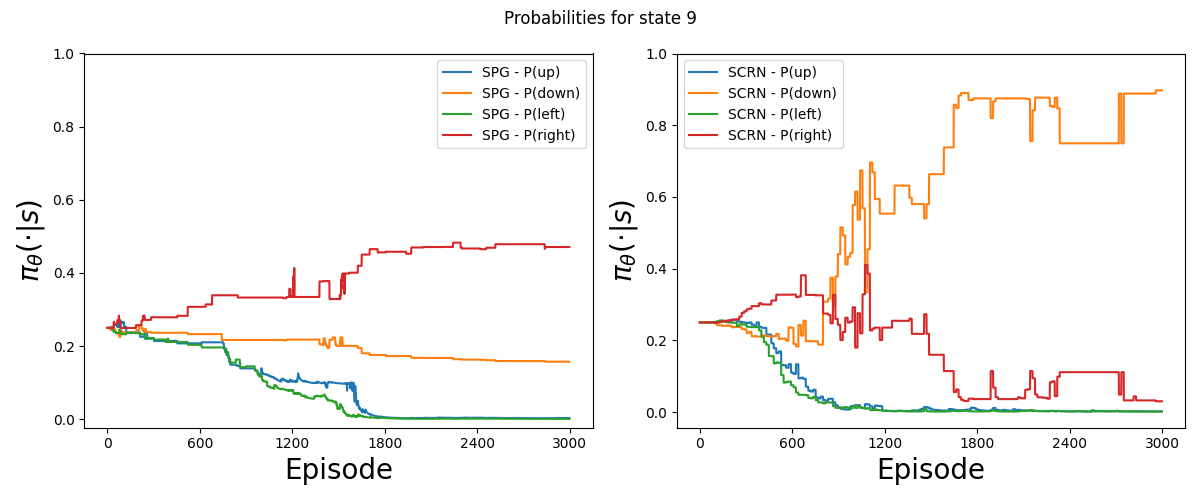 Probabilities for state 9
1.0
0.8
0.6
0.4
0.2
0.0
π_θ(·|s)
SPG - P(up)
SPG - P(down)
SPG - P(left)
SPG - P(right)
0 600 1200 1800 2400 3000
Episode
1.0
0.8
0.6
0.4
0.2
0.0
π_θ(·|s)
SCRN - P(up)
SCRN - P(down)
SCRN - P(left)
SCRN - P(right)
0 600 1200 1800 2400 3000
Episode